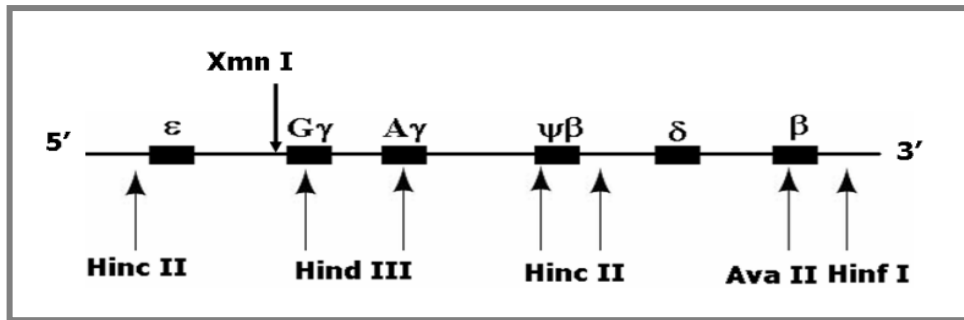 Xmn I
ε Gγ Aγ ψβ δ β
5′ 3′
Hinc II Hind III Hinc II Ava II Hinf I